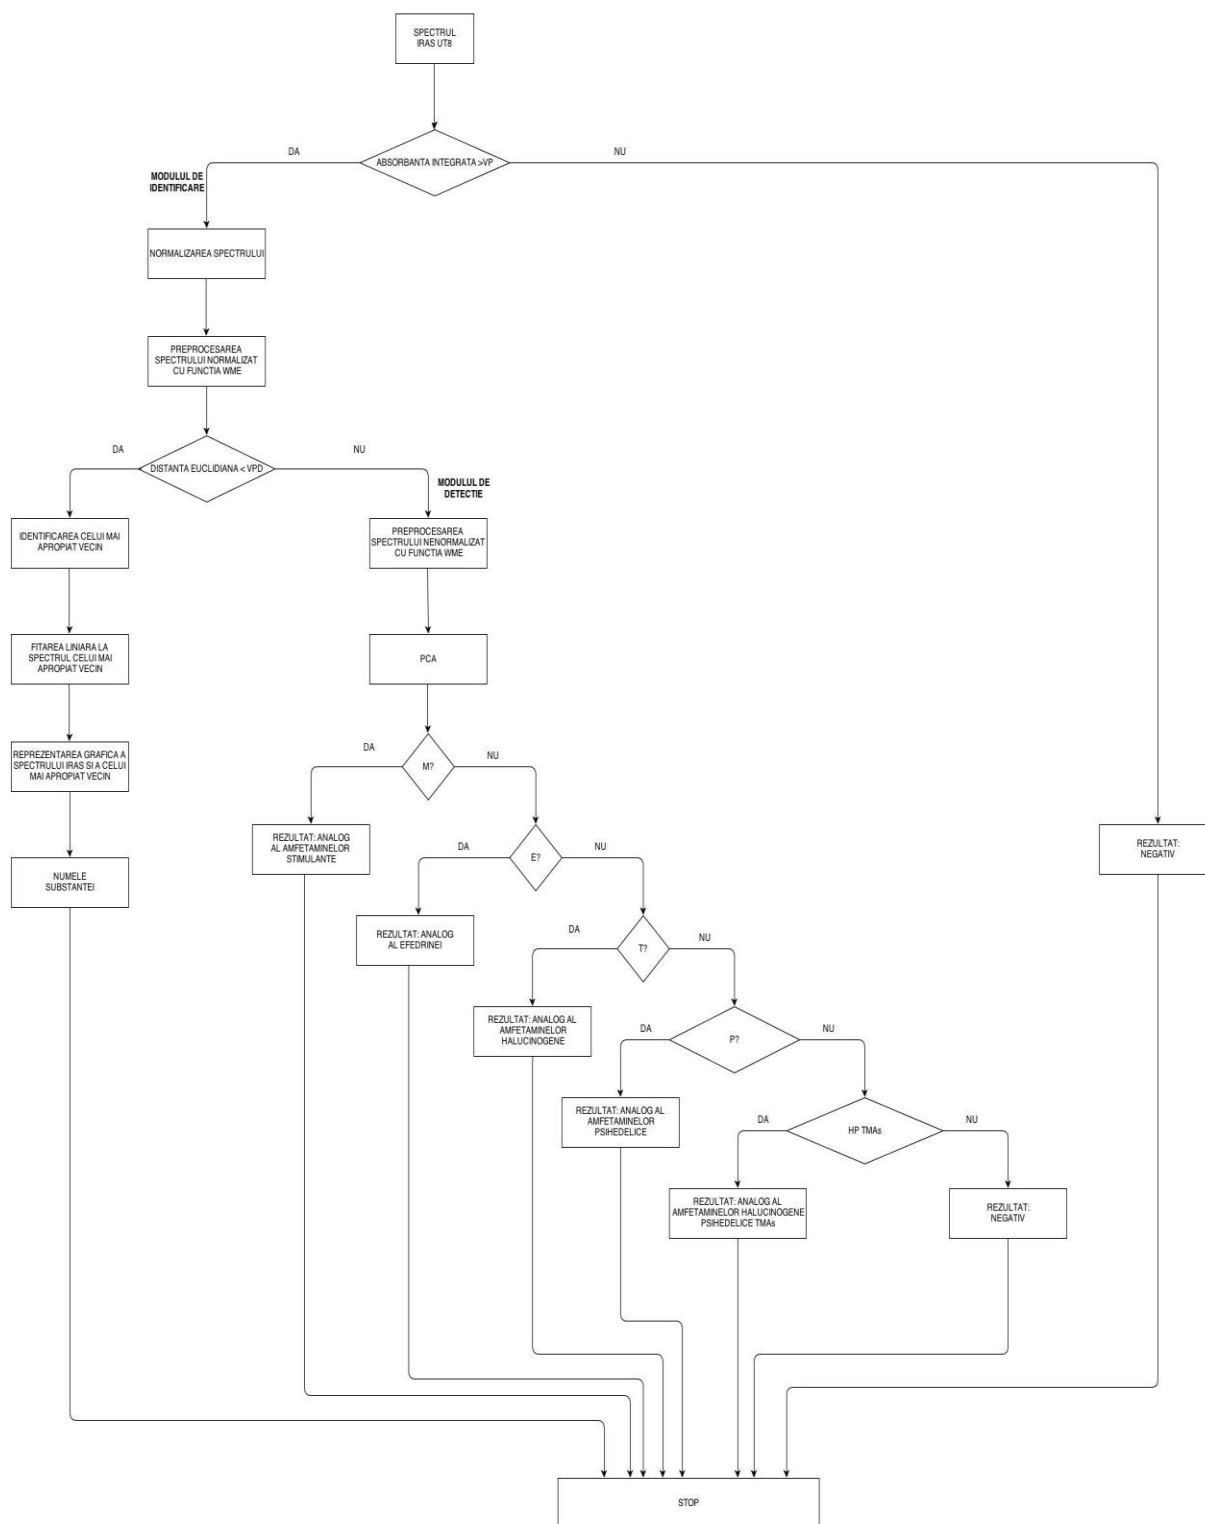 SPECTRUL
IRAS UT8
ABSORBANTA INTEGRATA >VP
DA
NU
MODULUL DE
IDENTIFICARE
NORMALIZAREA SPECTRULUI
PREPROCESAREA
SPECTRULUI NORMALIZAT
CU FUNCTIA WME
DISTANTA EUCLIDIANA < VPD
DA
NU
MODULUL DE
DETECTIE
IDENTIFICAREA CELUI MAI
APROPIAT VECIN
PREPROCESAREA
SPECTRULUI NENORMALIZAT
CU FUNCTIA WME
FITAREA LINIARA LA
SPECTRUL CELUI MAI
APROPIAT VECIN
PCA
REPREZENTAREA GRAFICA A
SPECTRULUI IRAS SI A CELUI
MAI APROPIAT VECIN
DA
M?
NU
NUMELE
SUBSTANTEI
REZULTAT: ANALOG
AL AMFETAMINELOR
STIMULANTE
DA
E?
NU
REZULTAT:
NEGATIV
REZULTAT: ANALOG
AL EFEDRINEI
DA
T?
NU
REZULTAT: ANALOG AL
AMFETAMINELOR
HALUCINOGENE
DA
P?
NU
REZULTAT: ANALOG AL
AMFETAMINELOR
PSIHEDELICE
DA
HP TMAs
NU
REZULTAT: ANALOG AL
AMFETAMINELOR HALUCINOGENE
PSIHEDELICE TMAs
REZULTAT:
NEGATIV
STOP